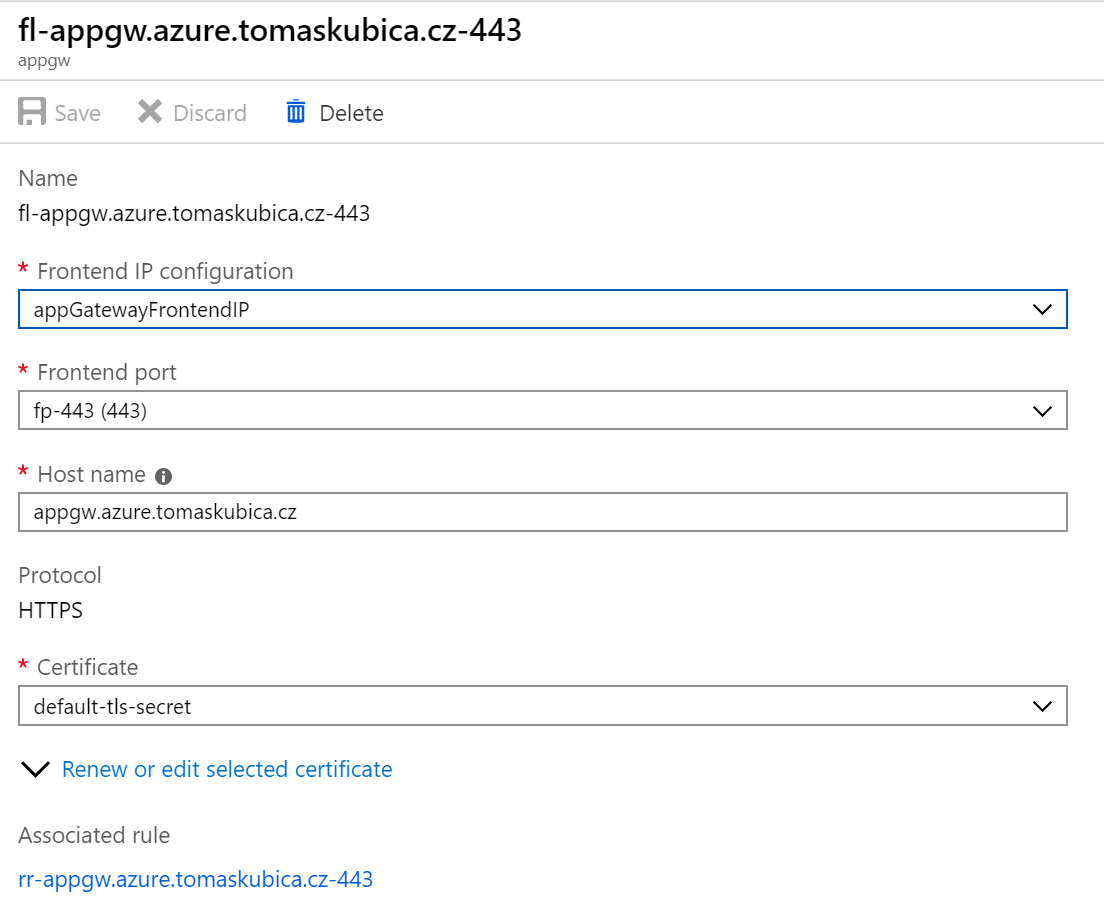 fl-appgw.azure.tomaskubica.cz-443
appgw
Save Discard Delete
Name
fl-appgw.azure.tomaskubica.cz-443
* Frontend IP configuration
appGatewayFrontendIP
* Frontend port
fp-443 (443)
* Host name
appgw.azure.tomaskubica.cz
Protocol
HTTPS
* Certificate
default-tls-secret
Renew or edit selected certificate
Associated rule
rr-appgw.azure.tomaskubica.cz-443